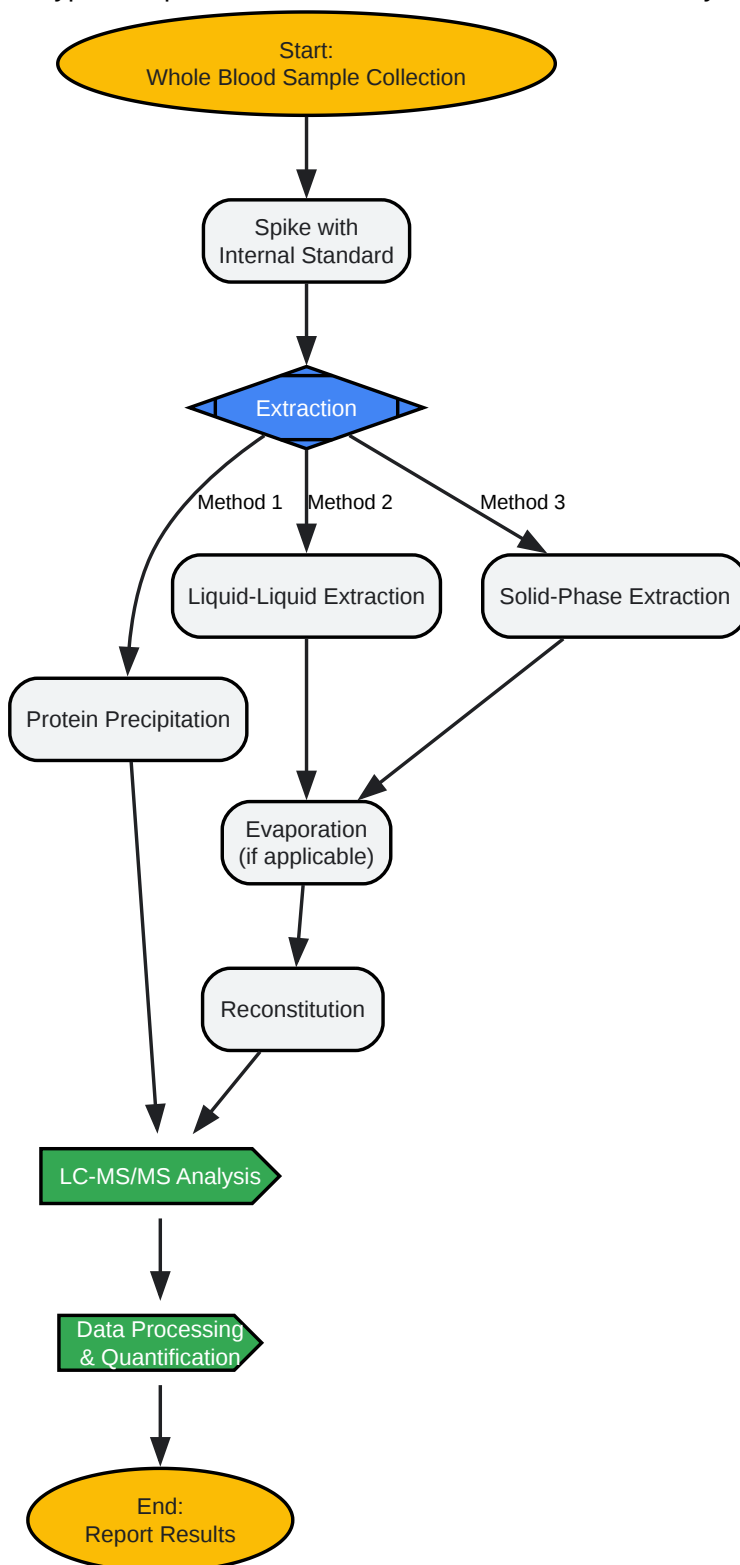 Start:
Whole Blood Sample Collection
Spike with
Internal Standard
Extraction
Method 1
Method 2
Method 3
Liquid-Liquid Extraction
Solid-Phase Extraction
Protein Precipitation
Evaporation
(if applicable)
Reconstitution
LC-MS/MS Analysis
Data Processing
& Quantification
End:
Report Results